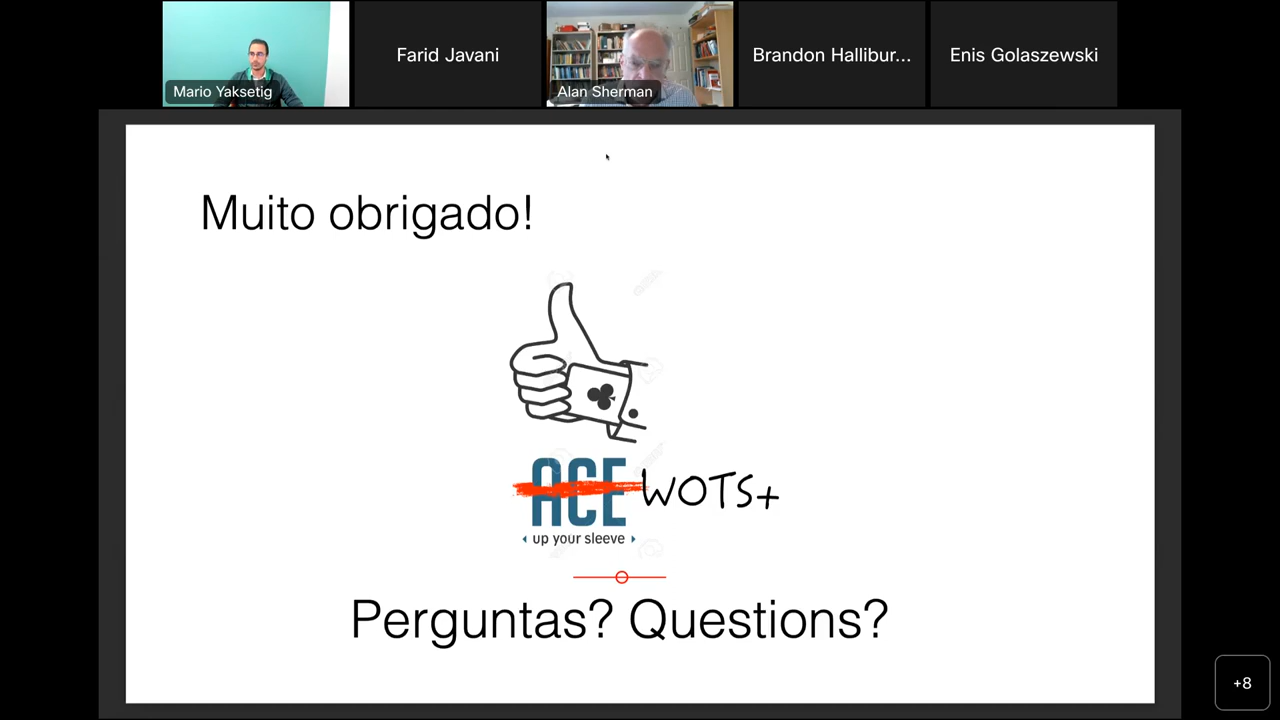 Mario Yaksetig
Farid Javani
Alan Sherman
Brandon Hallibur...
Enis Golaszewski
Muito obrigado!
ACE WOTS+
up your sleeve
Perguntas? Questions?
+8